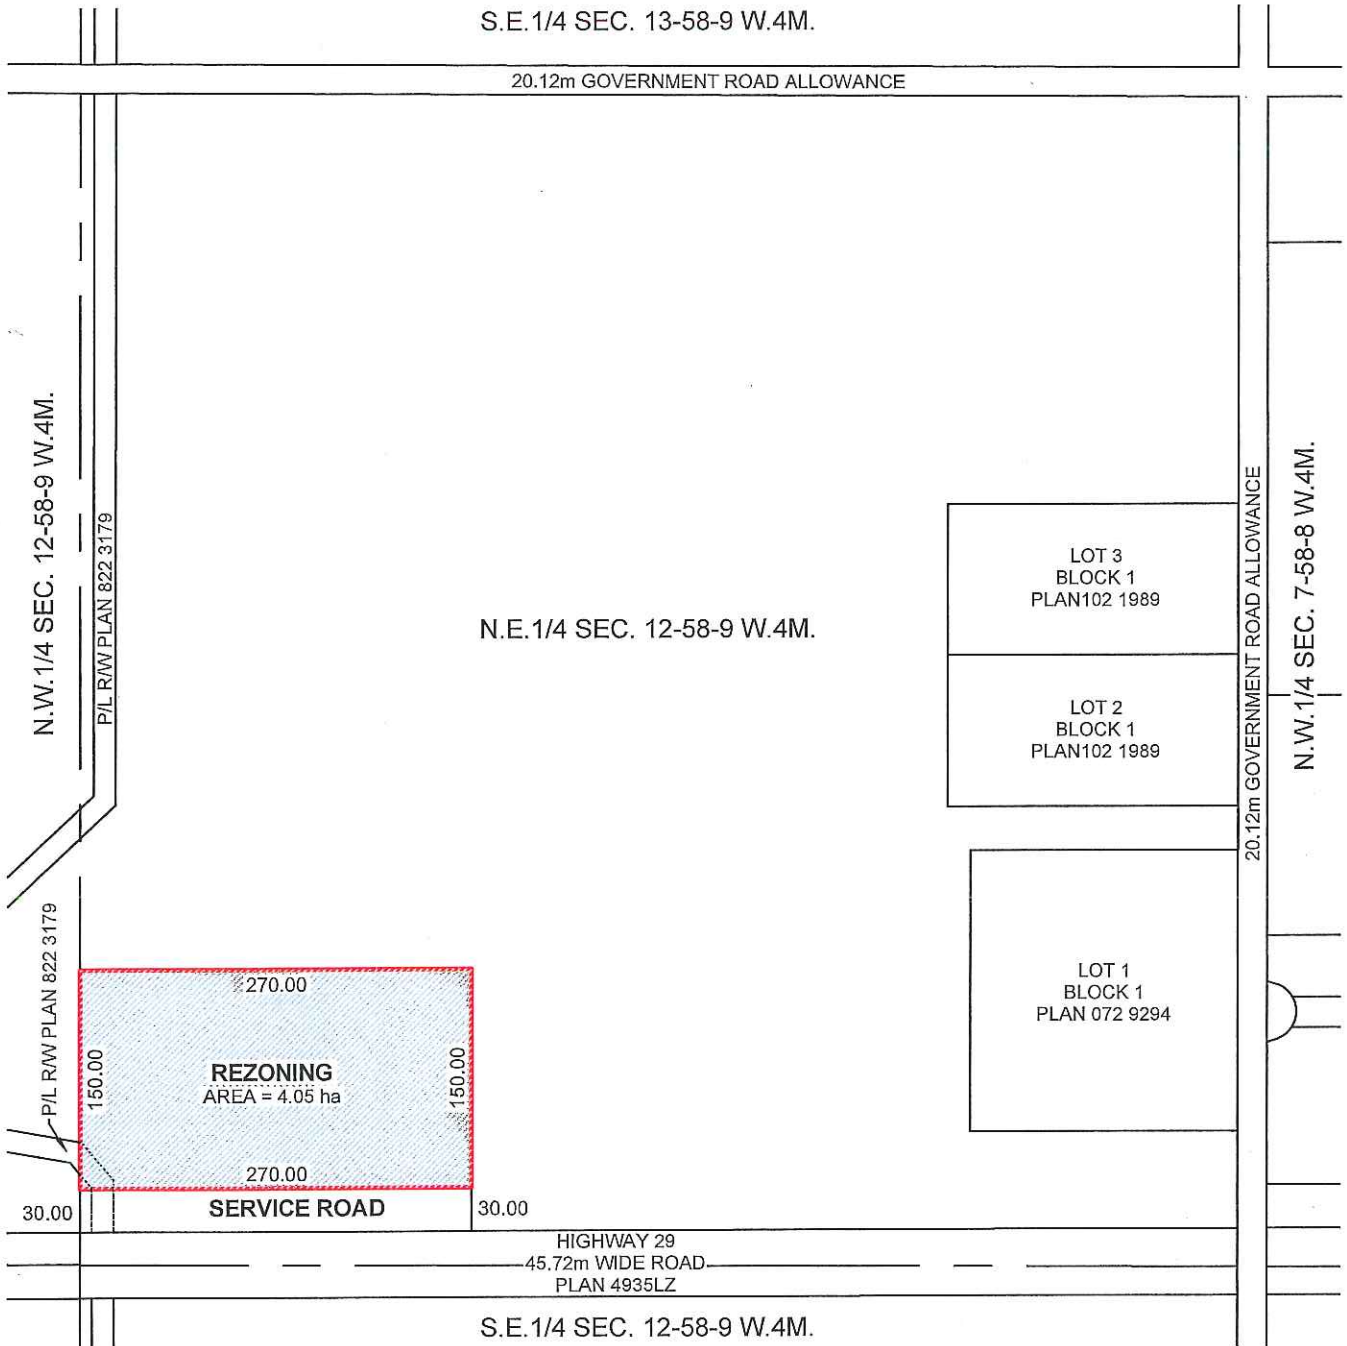 S.E.1/4 SEC. 13-58-9 W.4M.
20.12m GOVERNMENT ROAD ALLOWANCE
N.W.1/4 SEC. 12-58-9 W.4M.
P/L R/W PLAN 822 3179
N.E.1/4 SEC. 12-58-9 W.4M.
LOT 3
BLOCK 1
PLAN102 1989
LOT 2
BLOCK 1
PLAN102 1989
20.12m GOVERNMENT ROAD ALLOWANCE
N.W.1/4 SEC. 7-58-8 W.4M.
LOT 1
BLOCK 1
PLAN 072 9294
P/L R/W PLAN 822 3179
270.00
150.00
REZONING
AREA = 4.05 ha
150.00
270.00
30.00
SERVICE ROAD
30.00
HIGHWAY 29
45.72m WIDE ROAD
PLAN 4935LZ
S.E.1/4 SEC. 12-58-9 W.4M.